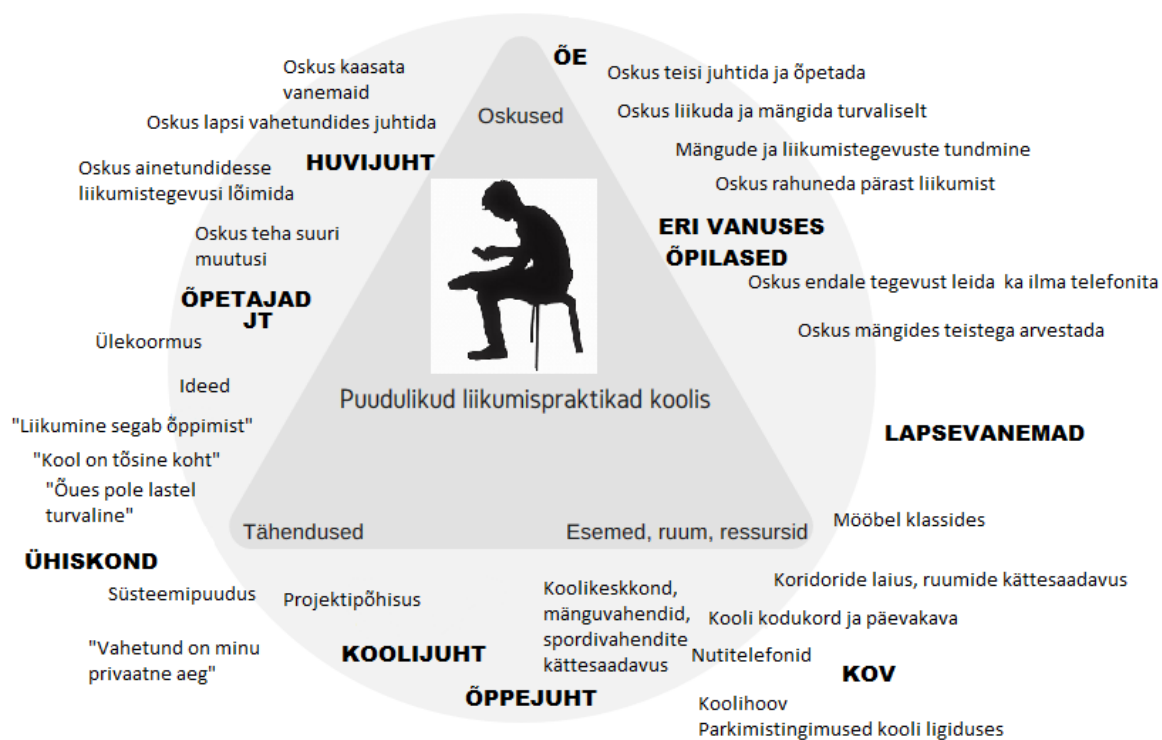 ÕE
Oskus kaasata
vanemaid
Oskus teisi juhtida ja õpetada
Oskused
Oskus lapsi vahetundides juhtida
Oskus liikuda ja mängida turvaliselt
HUVIJUHT
Mängude ja liikumistegevuste tundmine
Oskus ainetundidesse
liikumistegevusi lõimida
Oskus rahuneda pärast liikumist
Oskus teha suuri
muutusi
ERI VANUSES
ÕPILASED
Oskus endale tegevust leida ka ilma telefonita
ÕPETAJAD
JT
Oskus mängides teistega arvestada
Ülekoormus
Ideed
Puudulikud liikumispraktikad koolis
"Liikumine segab õppimist"
LAPSEVANEMAD
"Kool on tõsine koht"
"Õues pole lastel
turvaline"
Tähendused
Esemed, ruum, ressursid
Mööbel klassides
ÜHISKOND
Süsteemipuudus
Projektipõhisus
Koolikeskkond,
mänguvahendid,
spordivahendite
kättesaadavus
Koridoride laius, ruumide kättesaadavus
Kooli kodukord ja päevakava
"Vahetund on minu
privaatne aeg"
KOOLIJUHT
Nutitelefonid
KOV
ÕPPEJUHT
Koolihoov
Parkimistingimused kooli ligiduses